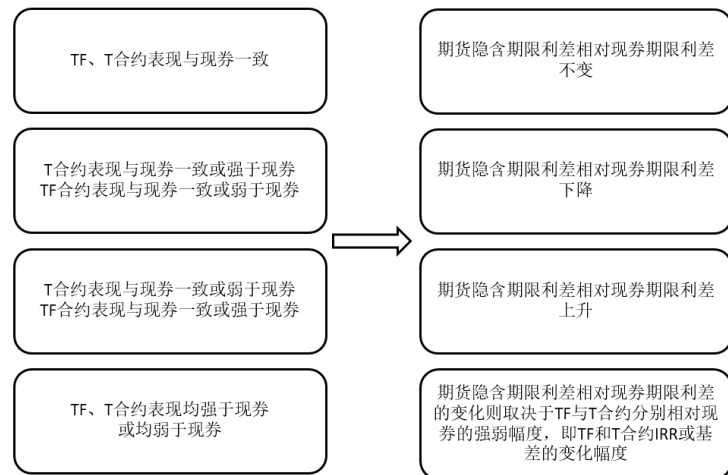 TF、T合约表现与现券一致
期货隐含期限利差相对现券期限利差
不变
T合约表现与现券一致或强于现券
TF合约表现与现券一致或弱于现券
期货隐含期限利差相对现券期限利差
下降
T合约表现与现券一致或弱于现券
TF合约表现与现券一致或强于现券
期货隐含期限利差相对现券期限利差
上升
TF、T合约表现均强于现券
或均弱于现券
期货隐含期限利差相对现券期限利差
的变化则取决于TF与T合约分别相对现
券的强弱幅度，即TF和T合约IRR或基
差的变化幅度